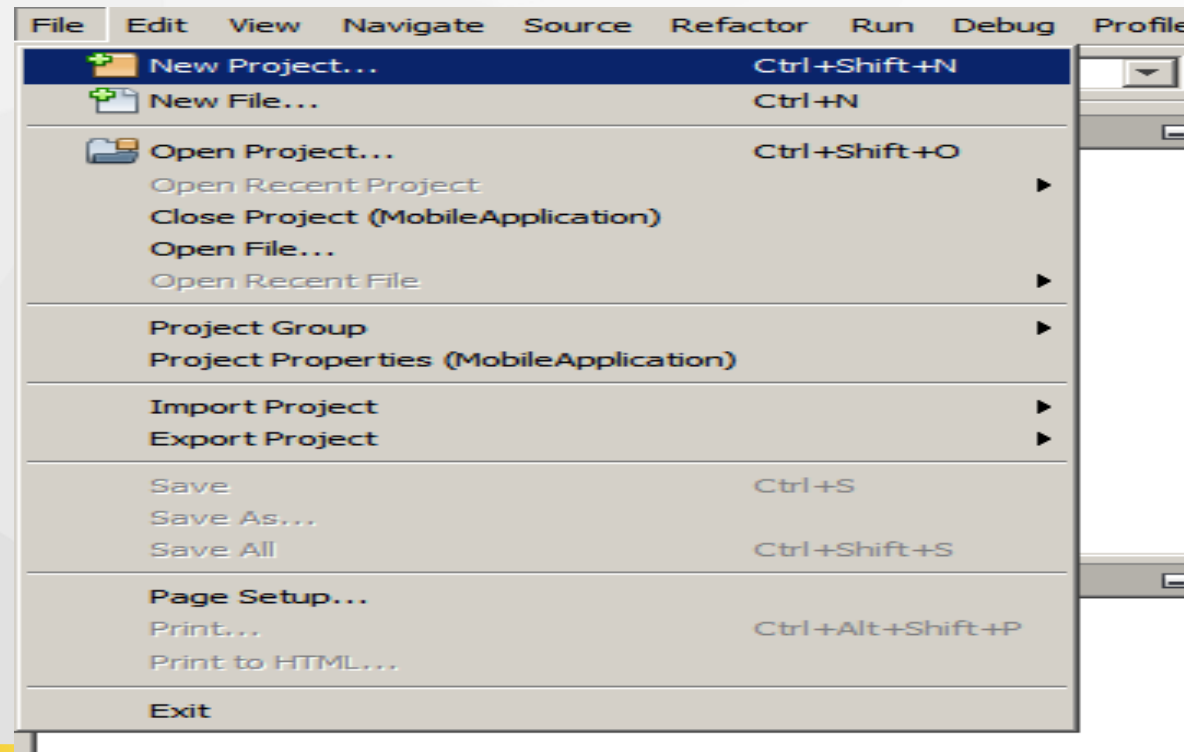 File Edit View Navigate Source Refactor Run Debug Profile
New Project... Ctrl+Shift+N
New File... Ctrl+N
Open Project... Ctrl+Shift+O
Open Recent Project
Close Project (MobileApplication)
Open File...
Open Recent File
Project Group
Project Properties (MobileApplication)
Import Project
Export Project
Save Ctrl+S
Save As...
Save All Ctrl+Shift+S
Page Setup...
Print... Ctrl+Alt+Shift+P
Print to HTML...
Exit